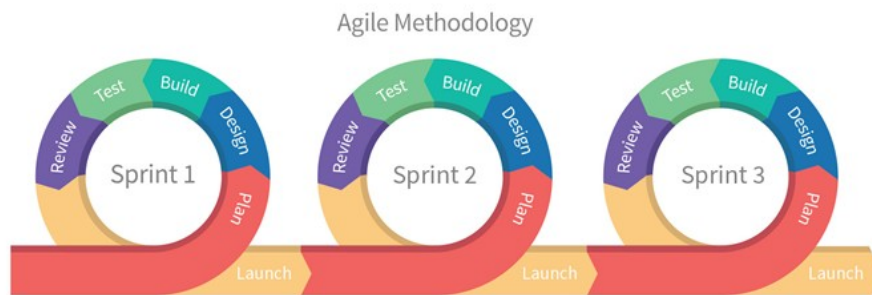 Agile Methodology
Sprint 1
Plan
Design
Build
Test
Review
Launch
Sprint 2
Plan
Design
Build
Test
Review
Launch
Sprint 3
Plan
Design
Build
Test
Review
Launch